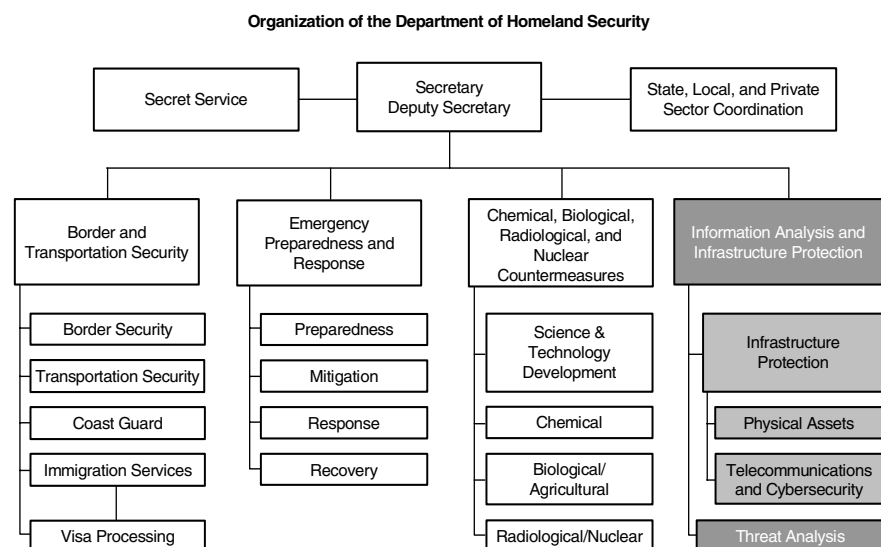 Organization of the Department of Homeland Security
Secret Service
Secretary
Deputy Secretary
State, Local, and Private
Sector Coordination
Border and
Transportation Security
Emergency
Preparedness and
Response
Chemical, Biological,
Radiological, and
Nuclear
Countermeasures
Information Analysis and
Infrastructure Protection
Border Security
Transportation Security
Coast Guard
Immigration Services
Visa Processing
Preparedness
Mitigation
Response
Recovery
Science &
Technology
Development
Chemical
Biological/
Agricultural
Radiological/Nuclear
Infrastructure
Protection
Physical Assets
Telecommunications
and Cybersecurity
Threat Analysis